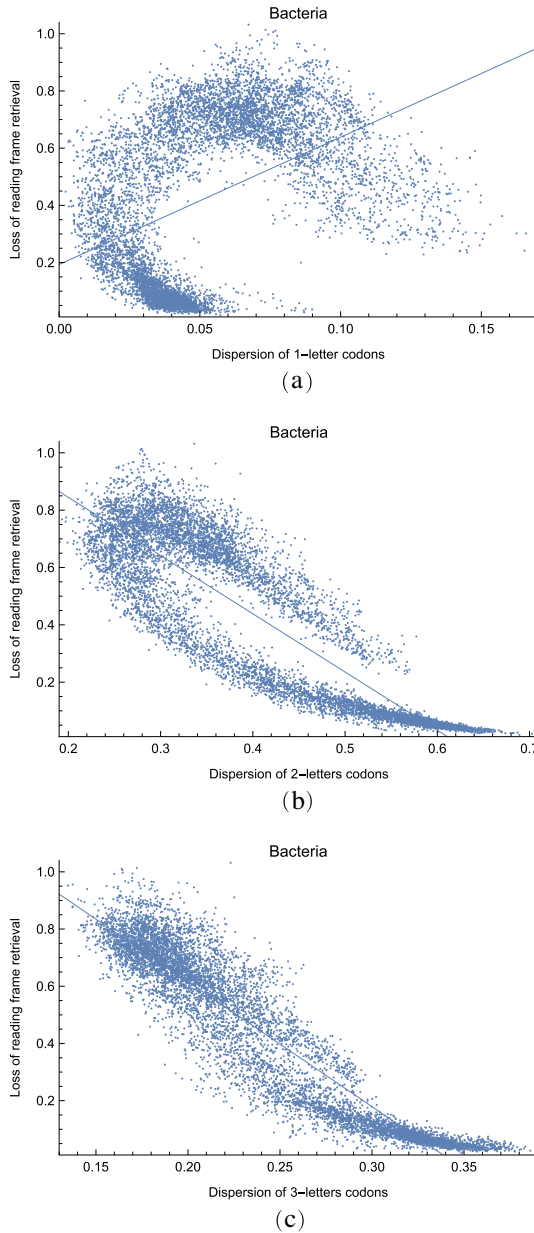 Bacteria
Loss of reading frame retrieval
1.0
0.8
0.6
0.4
0.2
0.00 0.05 0.10 0.15
Dispersion of 1-letter codons
(a)
Bacteria
Loss of reading frame retrieval
1.0
0.8
0.6
0.4
0.2
0.2 0.3 0.4 0.5 0.6 0.7
Dispersion of 2-letters codons
(b)
Bacteria
Loss of reading frame retrieval
1.0
0.8
0.6
0.4
0.2
0.15 0.20 0.25 0.30 0.35
Dispersion of 3-letters codons
(c)